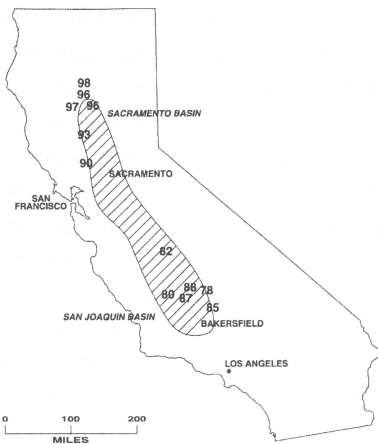 98
96
97 96
SACRAMENTO BASIN
93
90
SACRAMENTO
SAN
FRANCISCO
82
80 88 78
87
85
SAN JOAQUIN BASIN
BAKERSFIELD
LOS ANGELES
0 100 200
MILES